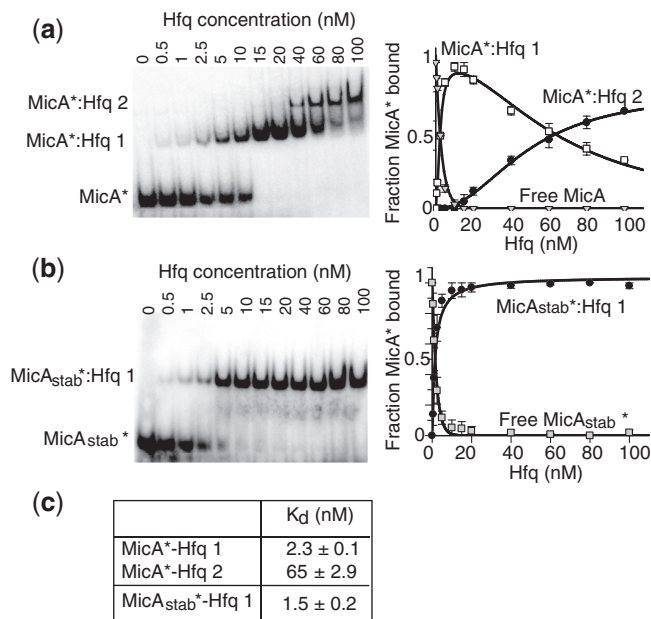 (a)
Hfq concentration (nM)
0 0.5 1 2.5 5 10 15 20 40 60 80 100
MicA*:Hfq 2
MicA*:Hfq 1
MicA*
Fraction MicA* bound
1
0.5
0
MicA*:Hfq 1
MicA*:Hfq 2
Free MicA
0 20 40 60 80 100
Hfq (nM)
(b)
Hfq concentration (nM)
0 0.5 1 2.5 5 10 15 20 40 60 80 100
MicAstab*:Hfq 1
MicAstab*
Fraction MicA* bound
1
0.5
0
MicAstab*:Hfq 1
Free MicAstab*
0 20 40 60 80 100
Hfq (nM)
(c)
Kd (nM)
MicA*-Hfq 1 2.3 ± 0.1
MicA*-Hfq 2 65 ± 2.9
MicAstab*-Hfq 1 1.5 ± 0.2